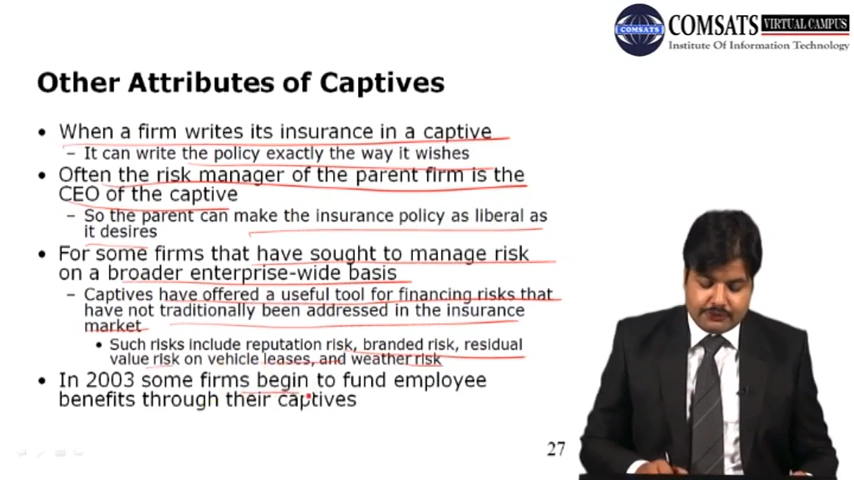 COMSATS VIRTUAL CAMPUS
COMSATS
Institute Of Information Technology
Other Attributes of Captives
• When a firm writes its insurance in a captive
– It can write the policy exactly the way it wishes
• Often the risk manager of the parent firm is the
CEO of the captive
– So the parent can make the insurance policy as liberal as
it desires
• For some firms that have sought to manage risk
on a broader enterprise-wide basis
– Captives have offered a useful tool for financing risks that
have not traditionally been addressed in the insurance
market
• Such risks include reputation risk, branded risk, residual
value risk on vehicle leases, and weather risk
• In 2003 some firms begin to fund employee
benefits through their captives
27